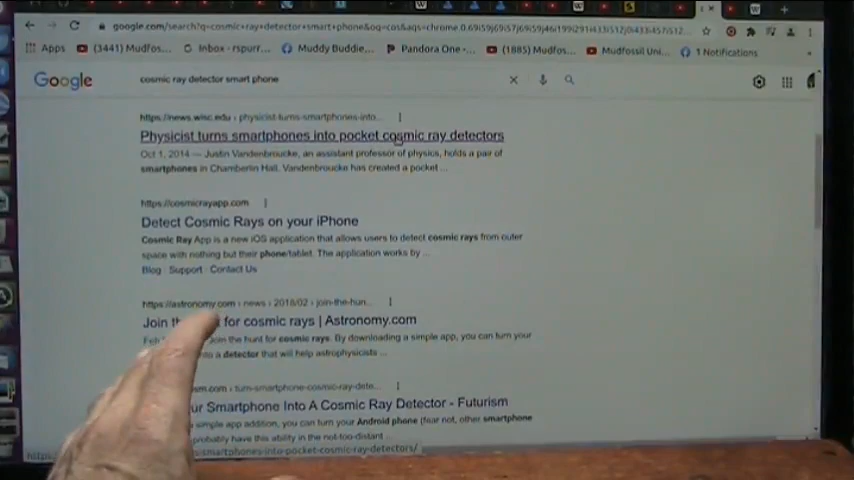 google.com/search?q=cosmic+ray+detector+smart+phone&oq=cos&aqs=chrome.0.69i59j69i57j69i59j46i199i291i433i512j0i433i457i512...
Apps (3441) Mudfos... Inbox - rspurr... Muddy Buddie... Pandora One -... (1885) Mudfos... Mudfossil Uni... 1 Notifications
Google cosmic ray detector smart phone
https://news.wisc.edu › physicist-turns-smartphones-into...
Physicist turns smartphones into pocket cosmic ray detectors
Oct 1, 2014 — Justin Vandenbroucke, an assistant professor of physics, holds a pair of
smartphones in Chamberlin Hall. Vandenbroucke has created a pocket ...
https://cosmicrayapp.com
Detect Cosmic Rays on your iPhone
Cosmic Ray App is a new iOS application that allows users to detect cosmic rays from outer
space with nothing but their phone/tablet. The application works by ...
Blog · Support · Contact Us
https://astronomy.com › news › 2018/02 › join-the-hun...
Join for cosmic rays | Astronomy.com
Join the hunt for cosmic rays. By downloading a simple app, you can turn your
into a detector that will help astrophysicists ...
turn-smartphone-cosmic-ray-dete...
ur Smartphone Into A Cosmic Ray Detector - Futurism
app addition, you can turn your Android phone (fear not, other smartphone
probably have this ability in the not-too-distant ...
https s-smartphones-into-pocket-cosmic-ray-detectors/